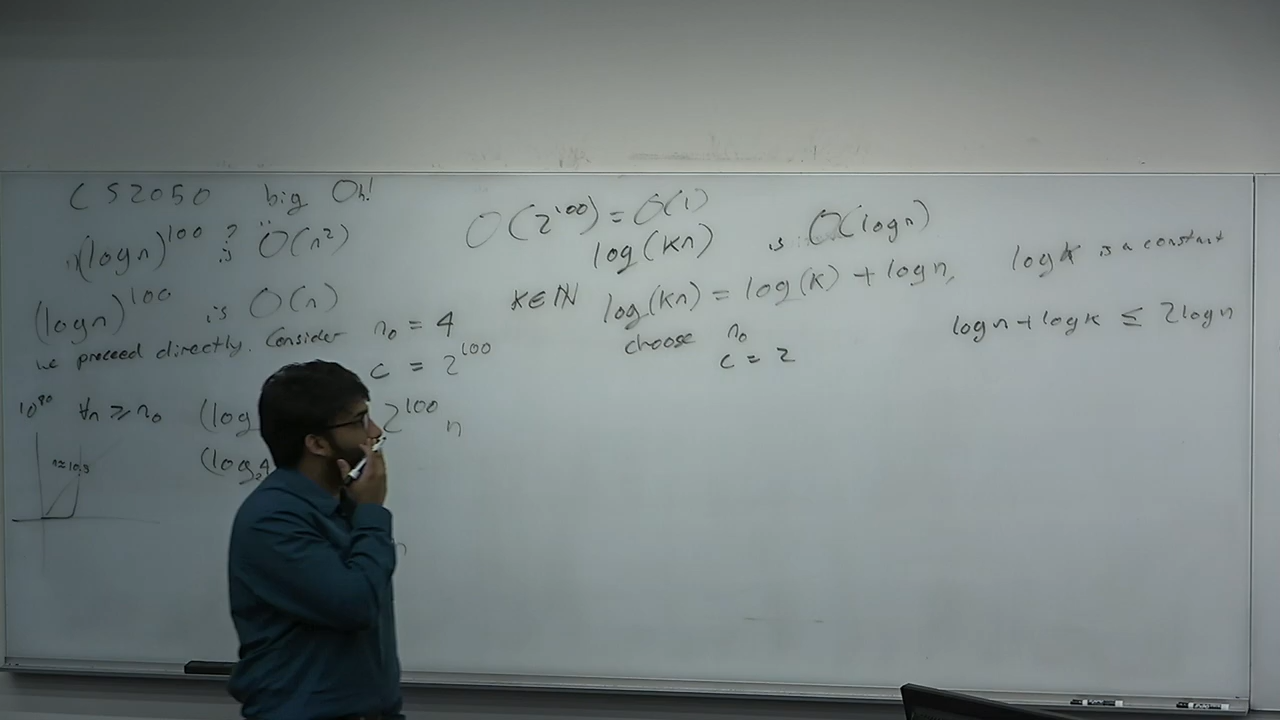 CS2050 big Oh!
(log n)^100 ? is O(n^2)
(log n)^100 is O(n)
we proceed directly. Consider n₀ = 4
c = 2^100
∀n ≥ n₀ (log 2^100 n
(log₂4
O(2^100) = O(1)
log(kn) is O(log n)
k∈ℕ log(kn) = log(k) + log n, log k is a constant
choose n₀
c = 2
log n + log k ≤ 2 log n